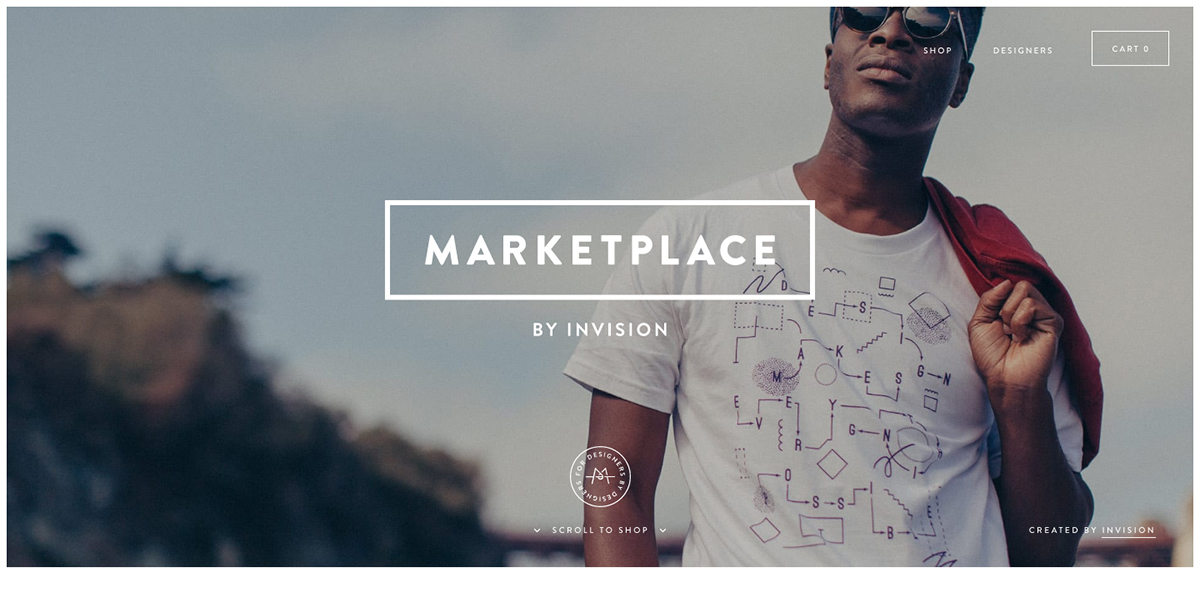 SHOP
DESIGNERS
CART 0
MARKETPLACE
BY INVISION
D E S I G N
M A K E S
E V E R Y
N G
O S S I B
FOR DESIGNERS BY DESIGNERS
SCROLL TO SHOP
CREATED BY INVISION